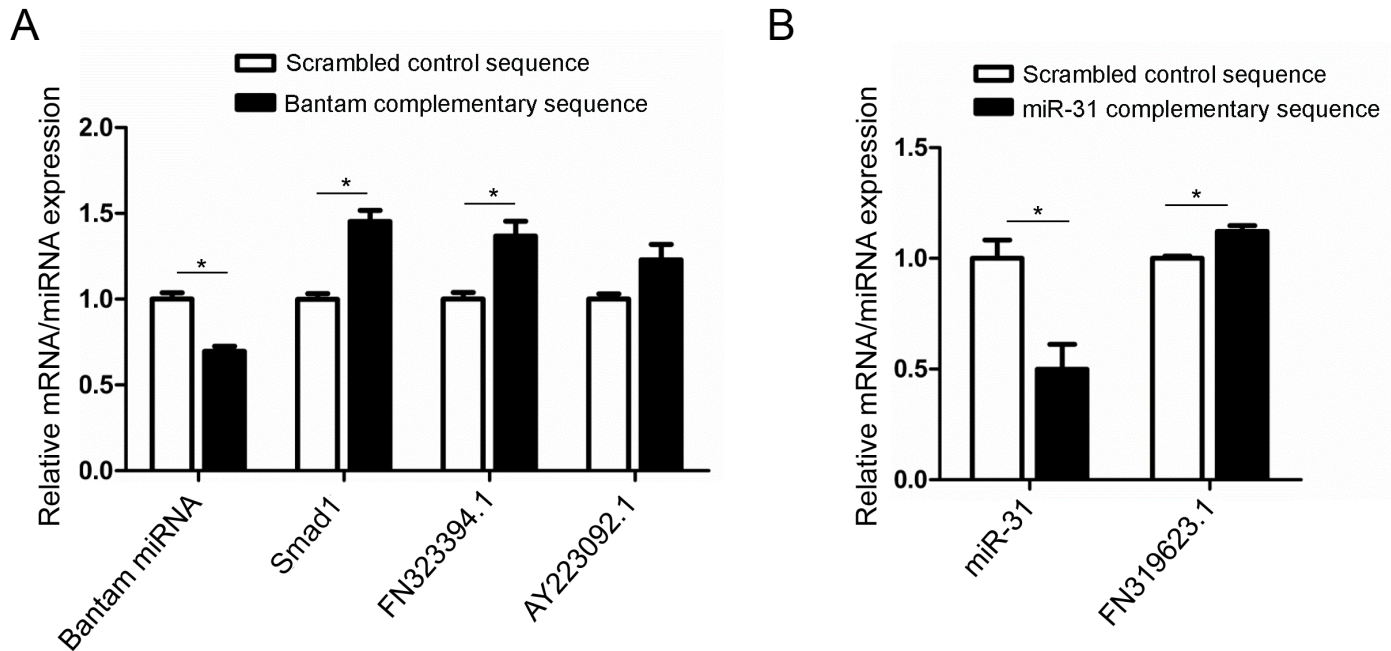 A
Scrambled control sequence
Bantam complementary sequence
Relative mRNA/miRNA expression
2.0
1.5
1.0
0.5
0.0
*
*
*
Bantam miRNA
Smad1
FN323394.1
AY223092.1
B
Scrambled control sequence
miR-31 complementary sequence
Relative mRNA/miRNA expression
1.5
1.0
0.5
0.0
*
*
miR-31
FN319623.1